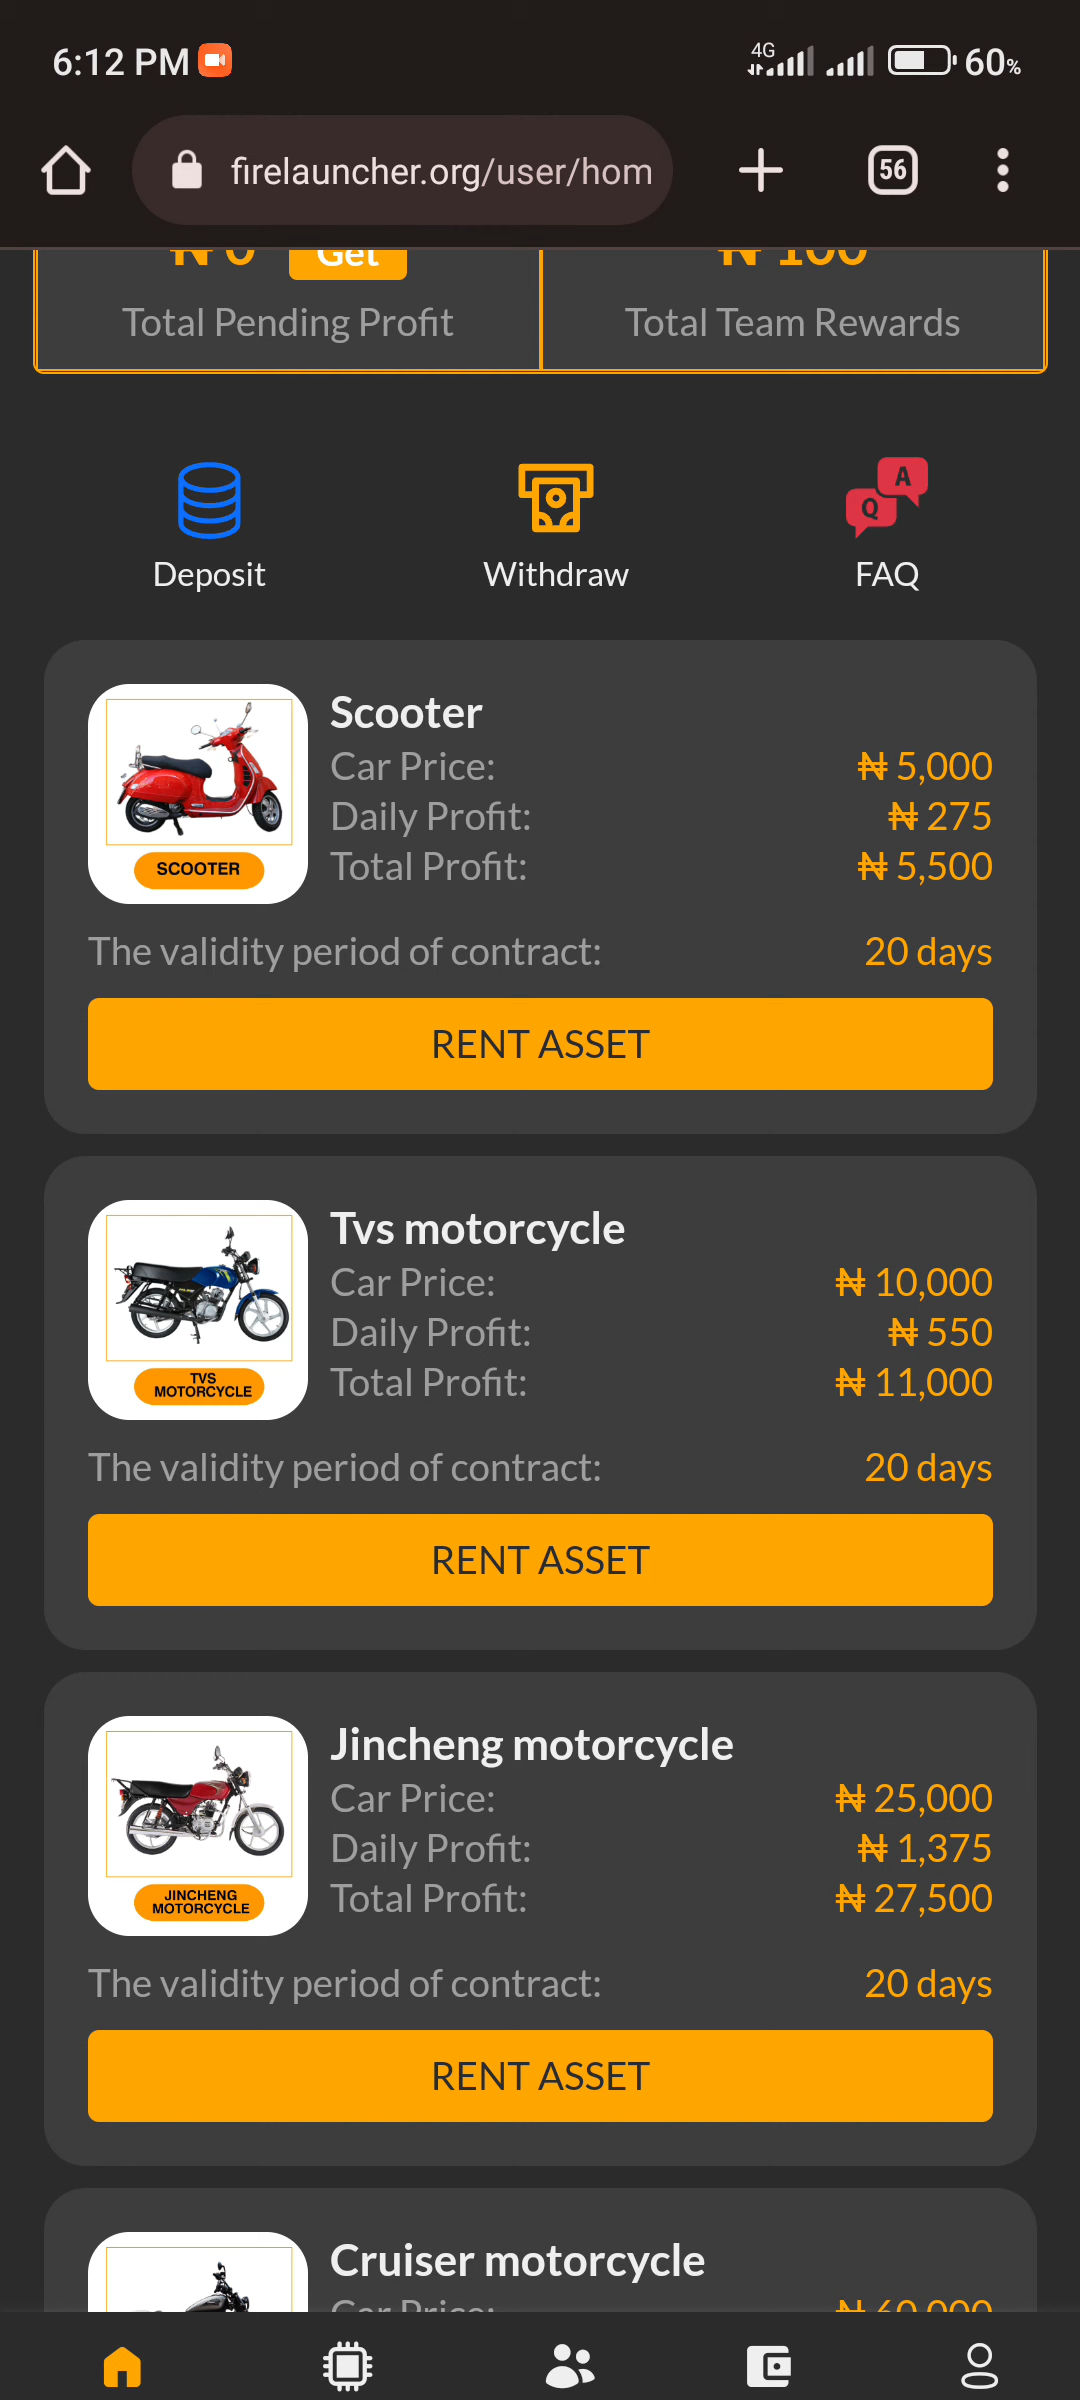 6:12 PM 4G 60%
firelauncher.org/user/hom 56
₦ 0 Get ₦ 100
Total Pending Profit Total Team Rewards
A
Q
Deposit Withdraw FAQ
Scooter
Car Price: ₦ 5,000
Daily Profit: ₦ 275
Total Profit: ₦ 5,500
SCOOTER
The validity period of contract: 20 days
RENT ASSET
Tvs motorcycle
Car Price: ₦ 10,000
Daily Profit: ₦ 550
Total Profit: ₦ 11,000
TVS
MOTORCYCLE
The validity period of contract: 20 days
RENT ASSET
Jincheng motorcycle
Car Price: ₦ 25,000
Daily Profit: ₦ 1,375
Total Profit: ₦ 27,500
JINCHENG
MOTORCYCLE
The validity period of contract: 20 days
RENT ASSET
Cruiser motorcycle
Car Price: ₦ 60,000